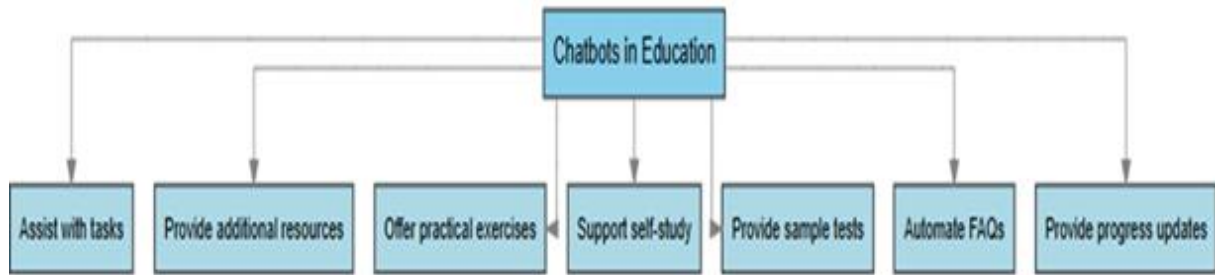 Chatbots in Education
Assist with tasks
Provide additional resources
Offer practical exercises
Support self-study
Provide sample tests
Automate FAQs
Provide progress updates